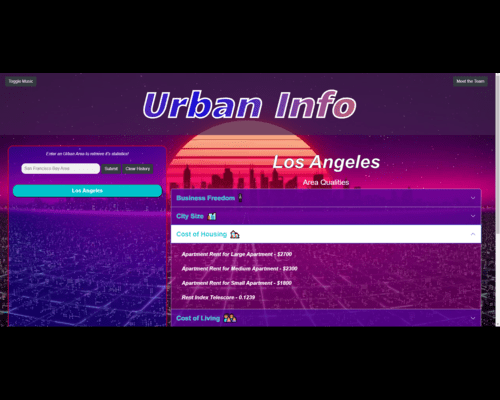 Toggle Music
Meet the Team
Urban Info
Enter an Urban Area to retrieve it's statistics!
San Francisco Bay Area
Submit
Clear History
Los Angeles
Los Angeles
Area Qualities
Business Freedom
City Size
Cost of Housing
Apartment Rent for Large Apartment - $2700
Apartment Rent for Medium Apartment - $2300
Apartment Rent for Small Apartment - $1800
Rent Index Telescore - 0.1239
Cost of Living